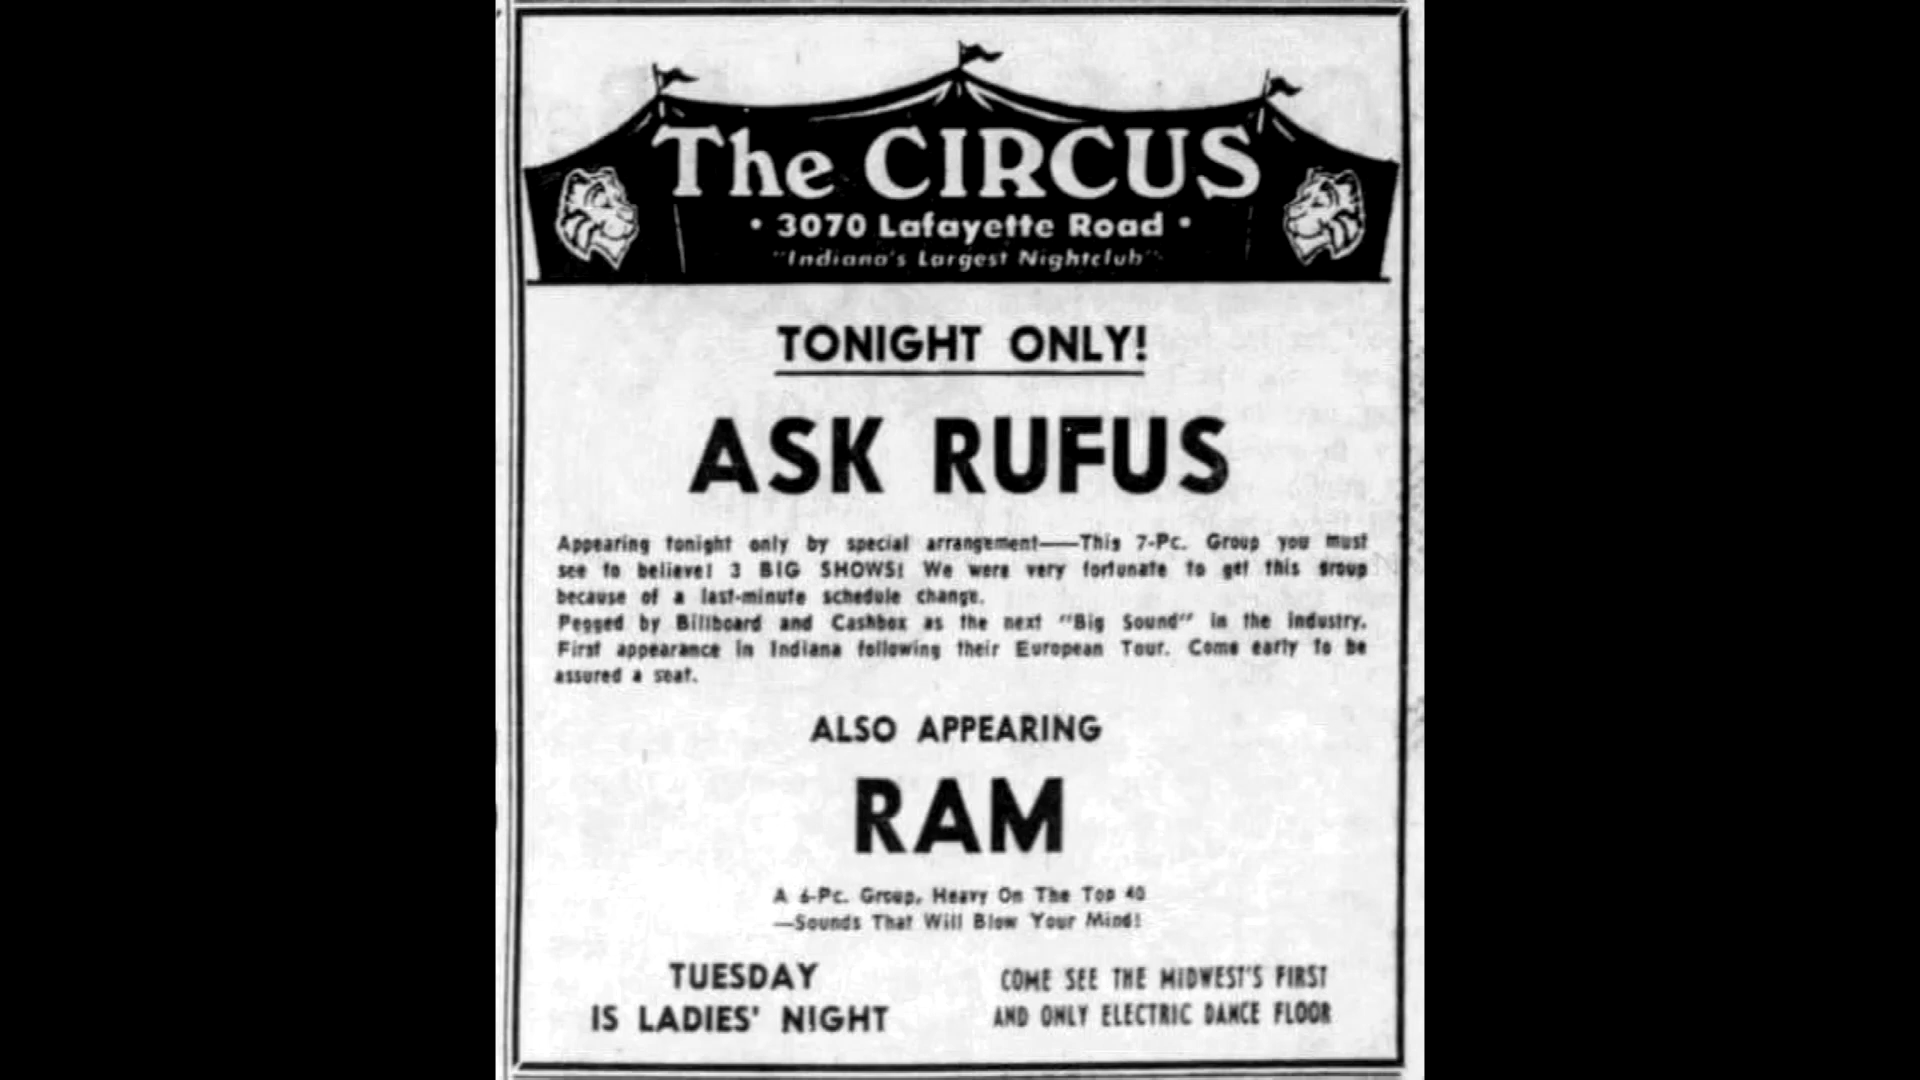 The CIRCUS
• 3070 Lafayette Road •
"Indiana's Largest Nightclub"
TONIGHT ONLY!
ASK RUFUS
Appearing tonight only by special arrangement——This 7-Pc. Group you must
see to believe! 3 BIG SHOWS! We were very fortunate to get this group
because of a last-minute schedule change.
Pegged by Billboard and Cashbox as the next "Big Sound" in the industry.
First appearance in Indiana following their European Tour. Come early to be
assured a seat.
ALSO APPEARING
RAM
A 6-Pc. Group, Heavy On The Top 40
—Sounds That Will Blow Your Mind!
TUESDAY
IS LADIES' NIGHT
COME SEE THE MIDWEST'S FIRST
AND ONLY ELECTRIC DANCE FLOOR